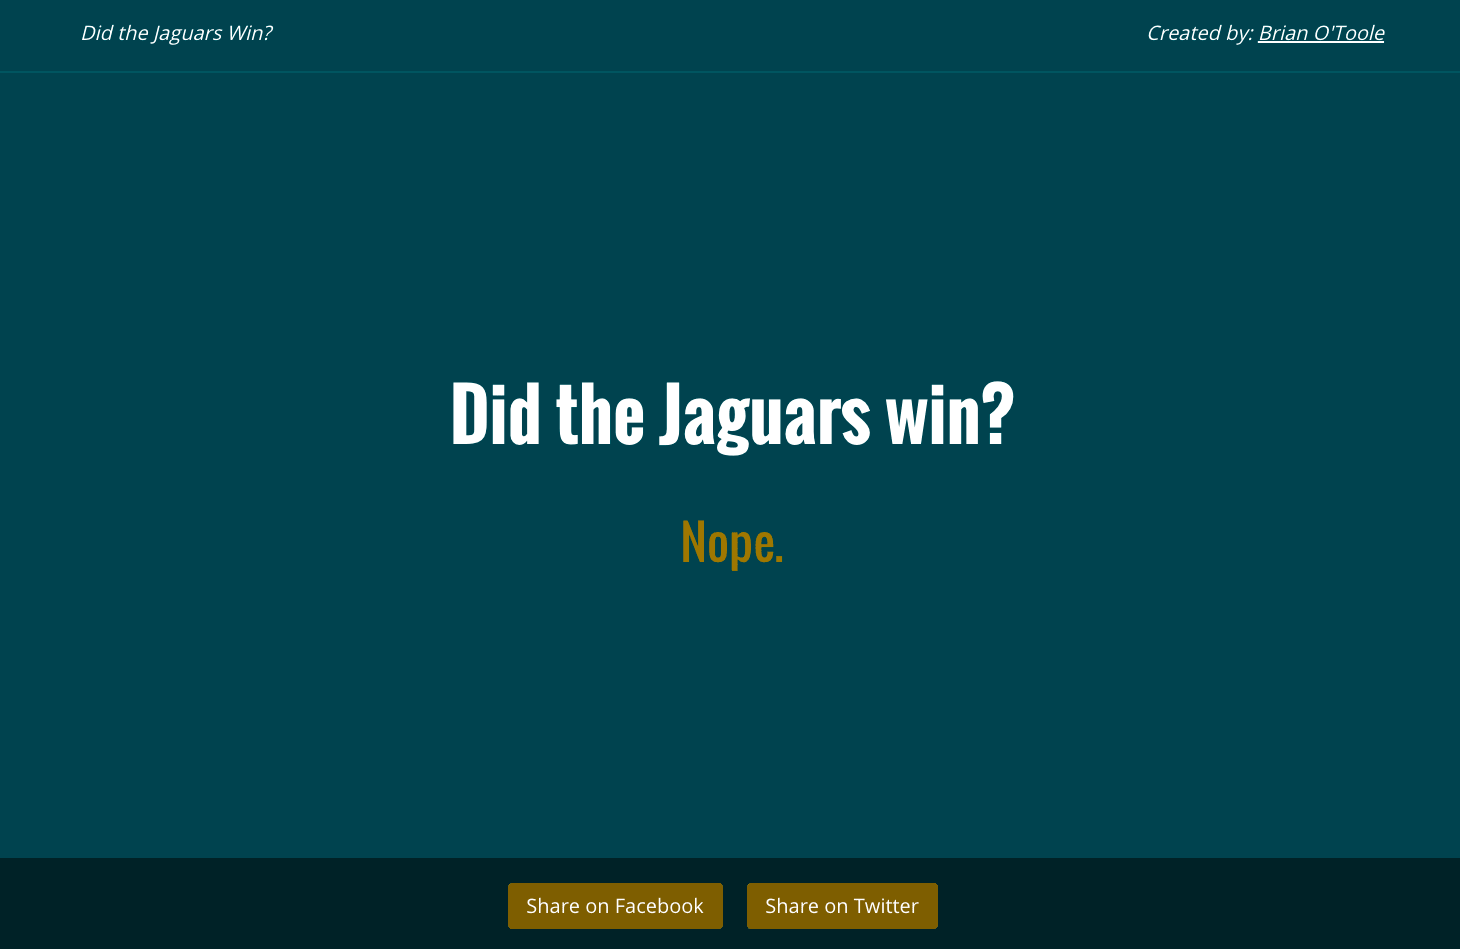 Did the Jaguars Win?
Created by: Brian O'Toole
Did the Jaguars win?
Nope.
Share on Facebook
Share on Twitter